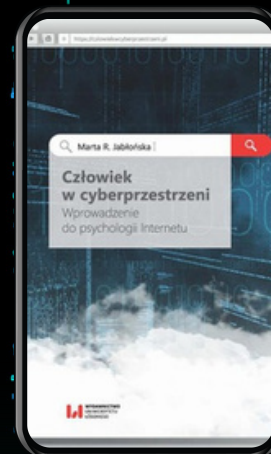 https://czlowiekwcyberprzestrzeni.pl
Marta R. Jabłońska
Człowiek
w cyberprzestrzeni
Wprowadzenie
do psychologii Internetu
WYDAWNICTWO
UNIWERSYTETU
ŁÓDZKIEGO